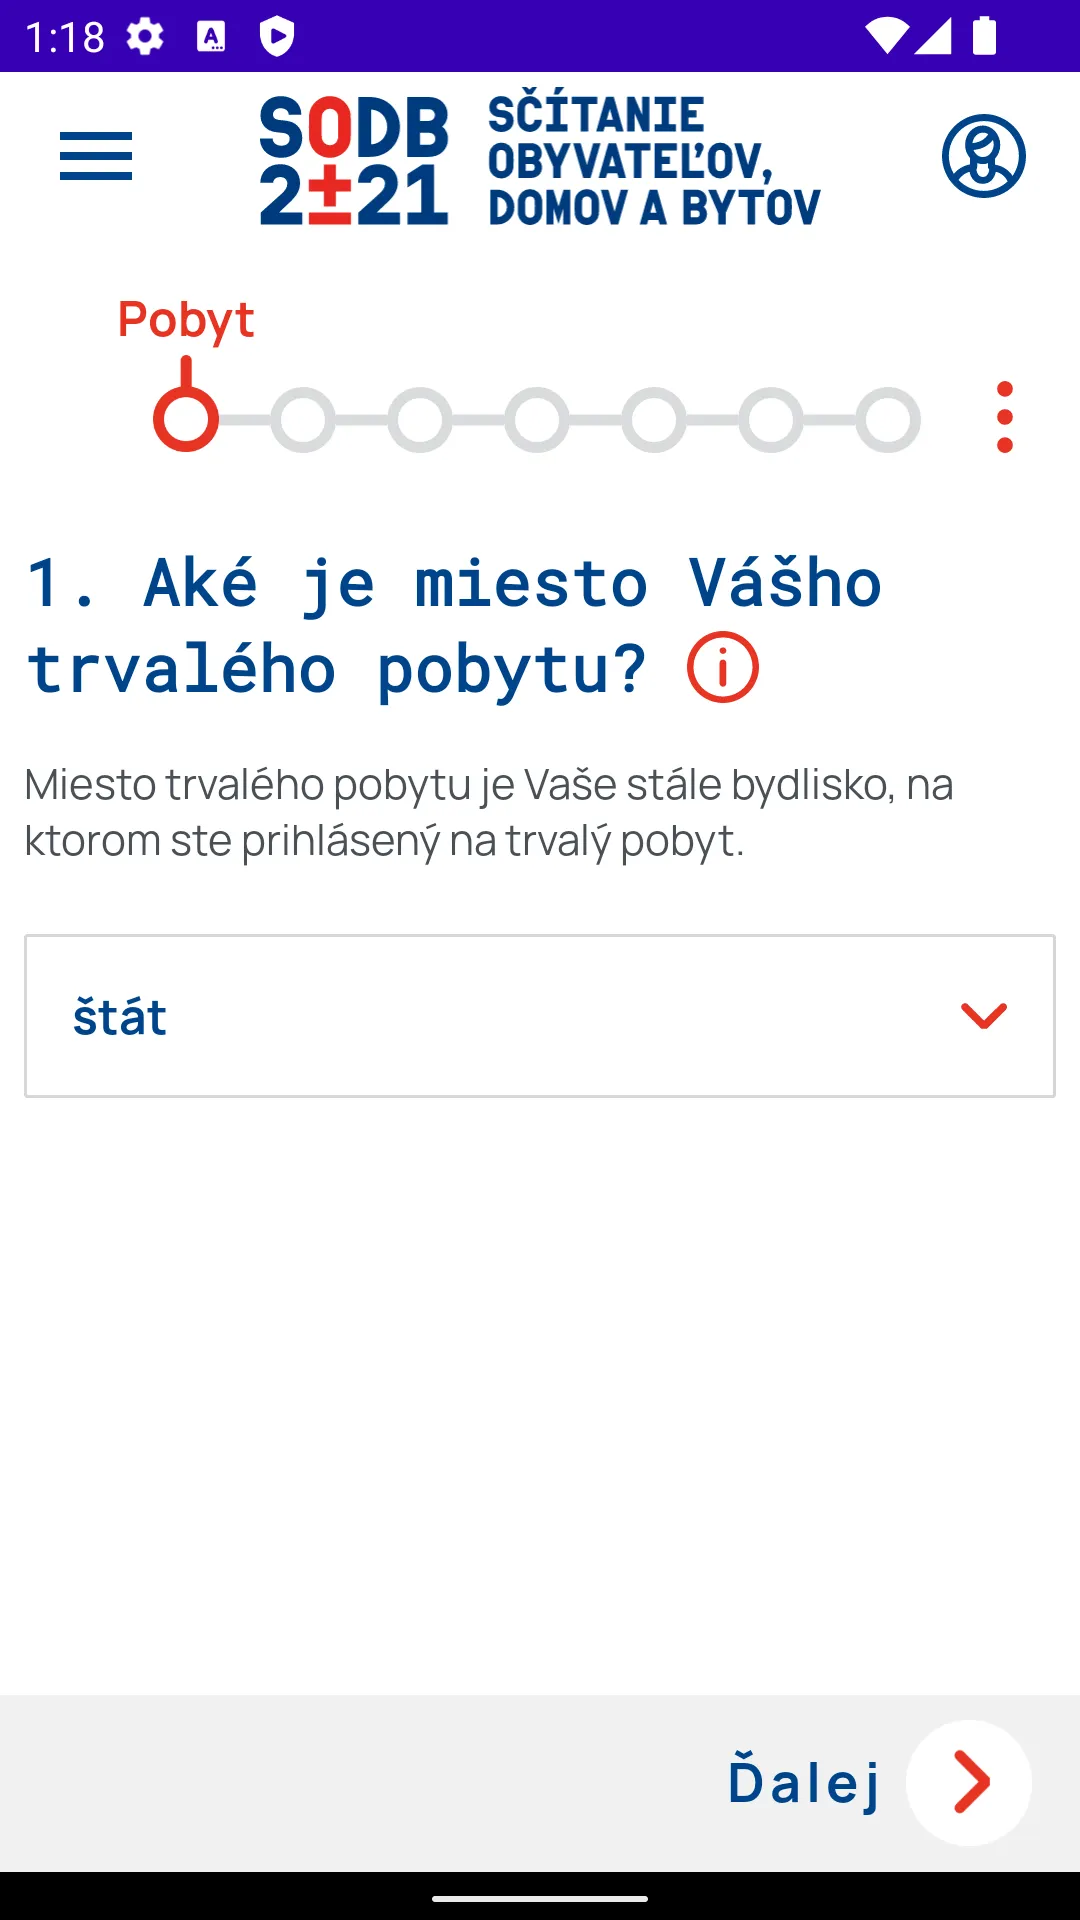 1:18
SODB
2±21
SČÍTANIE
OBYVATEĽOV,
DOMOV A BYTOV
Pobyt
1. Aké je miesto Vášho
trvalého pobytu?
Miesto trvalého pobytu je Vaše stále bydlisko, na
ktorom ste prihlásený na trvalý pobyt.
štát
Ďalej